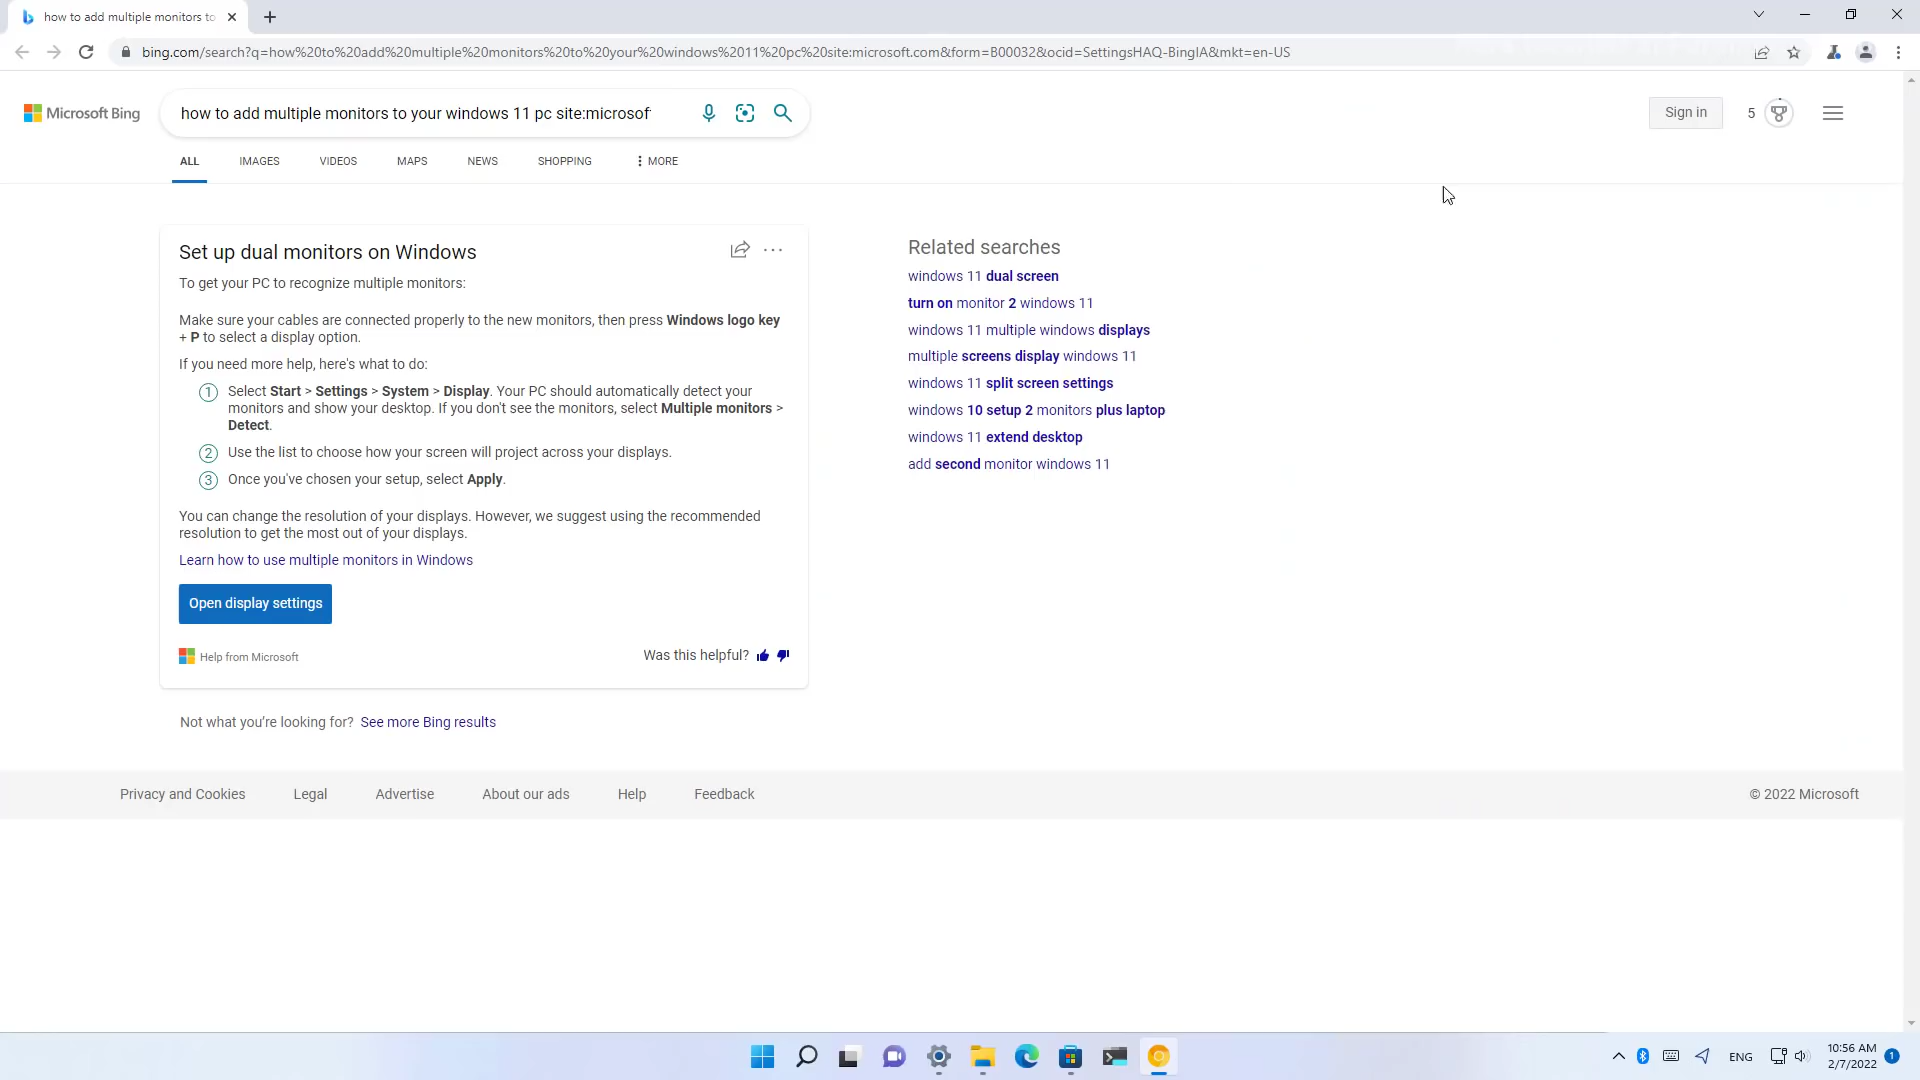 how to add multiple monitors to
bing.com/search?q=how%20to%20add%20multiple%20monitors%20to%20your%20windows%2011%20pc%20site:microsoft.com&form=B00032&ocid=SettingsHAQ-BingIA&mkt=en-US
Microsoft Bing
how to add multiple monitors to your windows 11 pc site:microsof
Sign in
5
ALL
IMAGES
VIDEOS
MAPS
NEWS
SHOPPING
MORE
Set up dual monitors on Windows
To get your PC to recognize multiple monitors:
Make sure your cables are connected properly to the new monitors, then press Windows logo key
+ P to select a display option.
If you need more help, here's what to do:
1 Select Start > Settings > System > Display. Your PC should automatically detect your
monitors and show your desktop. If you don't see the monitors, select Multiple monitors >
Detect.
2 Use the list to choose how your screen will project across your displays.
3 Once you've chosen your setup, select Apply.
You can change the resolution of your displays. However, we suggest using the recommended
resolution to get the most out of your displays.
Learn how to use multiple monitors in Windows
Open display settings
Help from Microsoft
Was this helpful?
Not what you're looking for? See more Bing results
Related searches
windows 11 dual screen
turn on monitor 2 windows 11
windows 11 multiple windows displays
multiple screens display windows 11
windows 11 split screen settings
windows 10 setup 2 monitors plus laptop
windows 11 extend desktop
add second monitor windows 11
Privacy and Cookies
Legal
Advertise
About our ads
Help
Feedback
© 2022 Microsoft
ENG
10:56 AM
2/7/2022
1